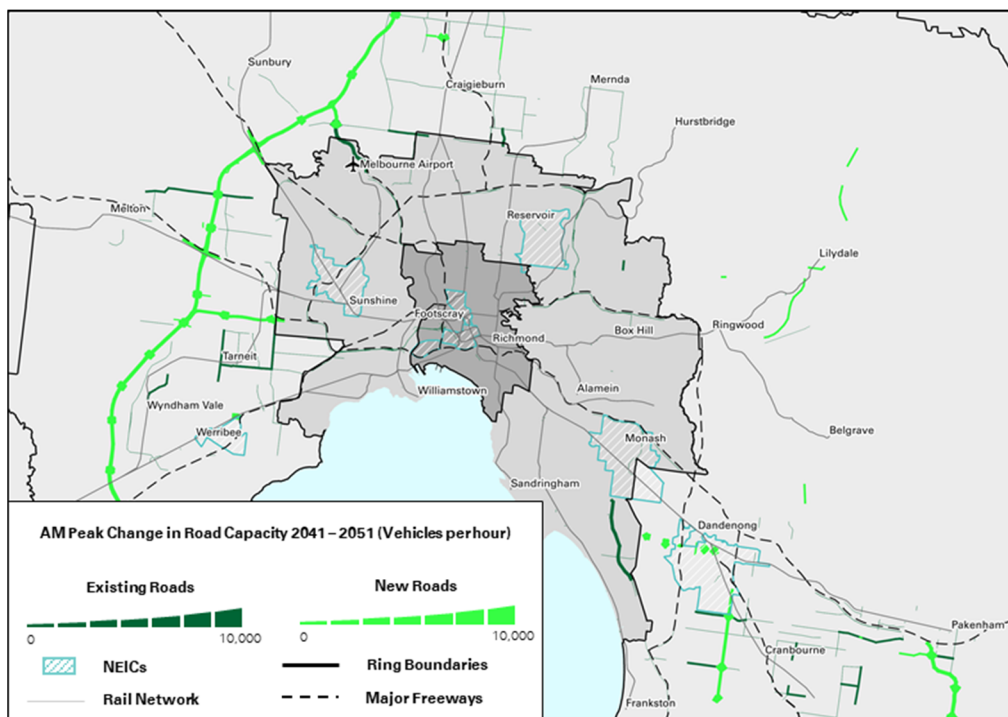 Sunbury
Craigieburn
Mernda
Hurstbridge
Melbourne Airport
Melton
Reservoir
Lilydale
Sunshine
Footscray
Box Hill
Ringwood
Richmond
Tarneit
Williamstown
Alamein
Wyndham Vale
Werribee
Monash
Belgrave
Sandringham
Dandenong
Pakenham
Cranbourne
Frankston
AM Peak Change in Road Capacity 2041 – 2051 (Vehicles per hour)
Existing Roads
New Roads
0 10,000
0 10,000
NEICs
Ring Boundaries
Rail Network
Major Freeways